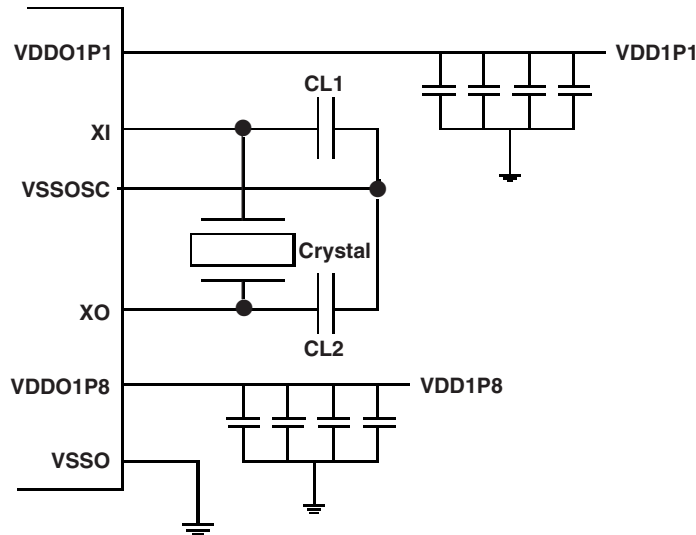 VDDO1P1
VDD1P1
CL1
XI
VSSOSC
Crystal
XO
CL2
VDDO1P8
VDD1P8
VSSO